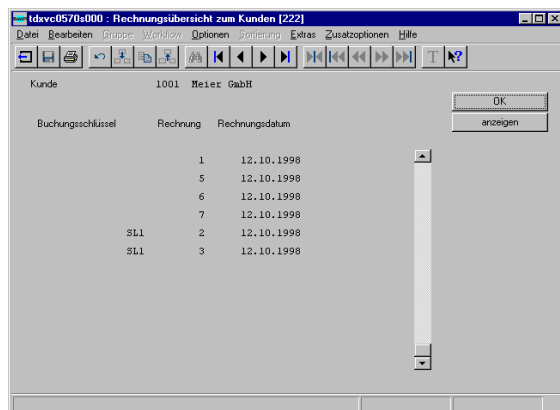 tdxvc0570s000 : Rechnungsübersicht zum Kunden [222]
Datei Bearbeiten Gruppe Workflow Optionen Sortierung Extras Zusatzoptionen Hilfe
Kunde 1001 Meier GmbH
OK
anzeigen
Buchungsschlüssel Rechnung Rechnungsdatum
1 12.10.1998
5 12.10.1998
6 12.10.1998
7 12.10.1998
SL1 2 12.10.1998
SL1 3 12.10.1998